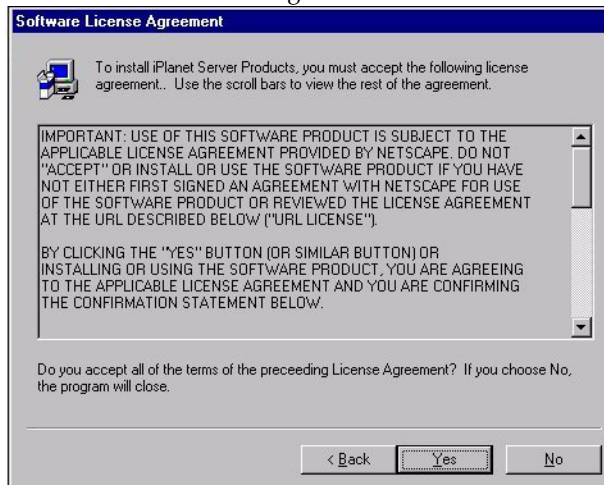 Software License Agreement
To install iPlanet Server Products, you must accept the following license
agreement.. Use the scroll bars to view the rest of the agreement.
IMPORTANT: USE OF THIS SOFTWARE PRODUCT IS SUBJECT TO THE
APPLICABLE LICENSE AGREEMENT PROVIDED BY NETSCAPE. DO NOT
"ACCEPT" OR INSTALL OR USE THE SOFTWARE PRODUCT IF YOU HAVE
NOT EITHER FIRST SIGNED AN AGREEMENT WITH NETSCAPE FOR USE
OF THE SOFTWARE PRODUCT OR REVIEWED THE LICENSE AGREEMENT
AT THE URL DESCRIBED BELOW ("URL LICENSE").
BY CLICKING THE "YES" BUTTON (OR SIMILAR BUTTON) OR
INSTALLING OR USING THE SOFTWARE PRODUCT, YOU ARE AGREEING
TO THE APPLICABLE LICENSE AGREEMENT AND YOU ARE CONFIRMING
THE CONFIRMATION STATEMENT BELOW.
Do you accept all of the terms of the preceeding License Agreement? If you choose No,
the program will close.
< Back Yes No